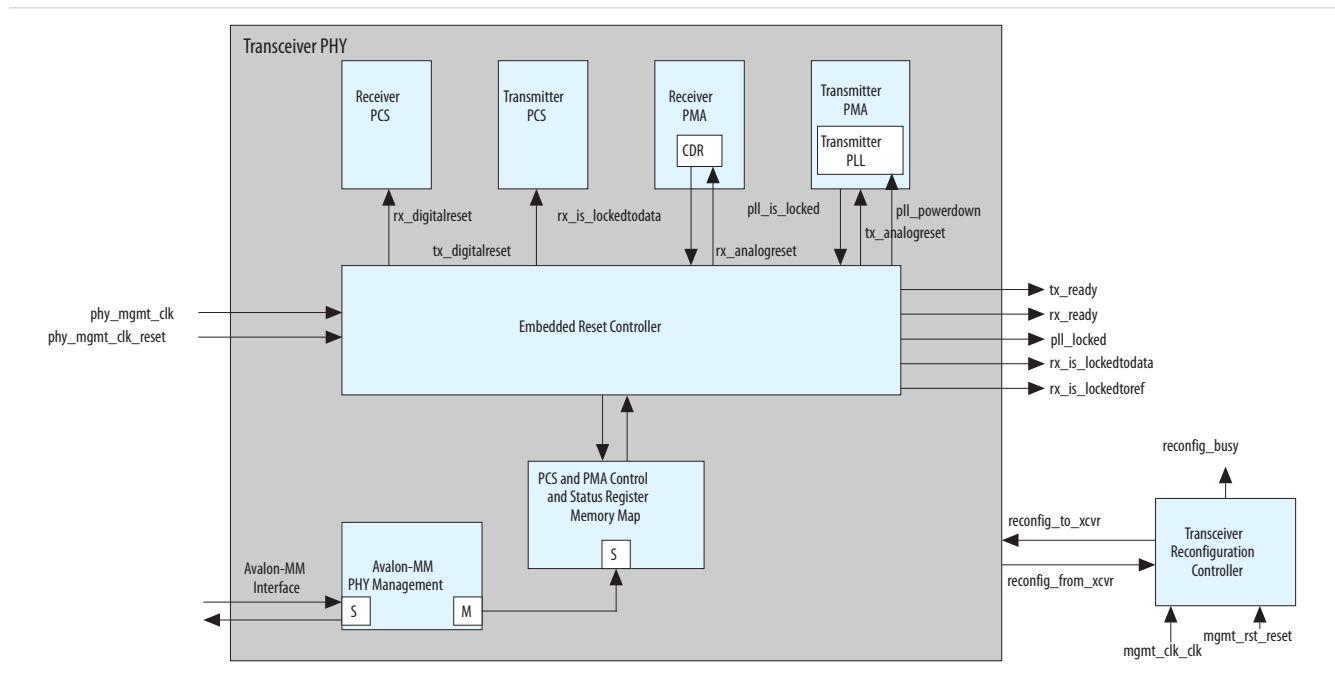 Transceiver PHY
Receiver
PCS
Transmitter
PCS
Receiver
PMA
CDR
Transmitter
PMA
Transmitter
PLL
rx_digitalreset
rx_is_lockedtodata
pll_is_locked
pll_powerdown
tx_analogreset
tx_digitalreset
rx_analogreset
phy_mgmt_clk
phy_mgmt_clk_reset
Embedded Reset Controller
tx_ready
rx_ready
pll_locked
rx_is_lockedtodata
rx_is_lockedtoref
PCS and PMA Control
and Status Register
Memory Map
S
Avalon-MM
Interface
Avalon-MM
PHY Management
S
M
reconfig_busy
reconfig_to_xcvr
reconfig_from_xcvr
Transceiver
Reconfiguration
Controller
mgmt_rst_reset
mgmt_clk_clk